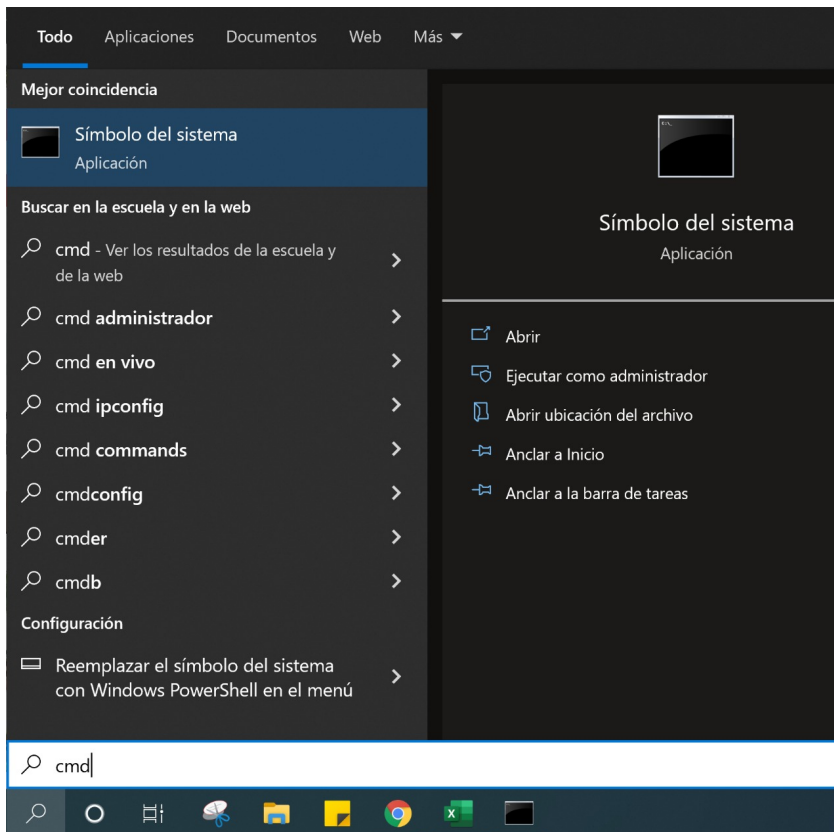 Todo Aplicaciones Documentos Web Más
Mejor coincidencia
Símbolo del sistema
Aplicación
Buscar en la escuela y en la web
cmd - Ver los resultados de la escuela y
de la web
cmd administrador
cmd en vivo
cmd ipconfig
cmd commands
cmdconfig
cmder
cmdb
Configuración
Reemplazar el símbolo del sistema
con Windows PowerShell en el menú
cmd
Símbolo del sistema
Aplicación
Abrir
Ejecutar como administrador
Abrir ubicación del archivo
Anclar a Inicio
Anclar a la barra de tareas